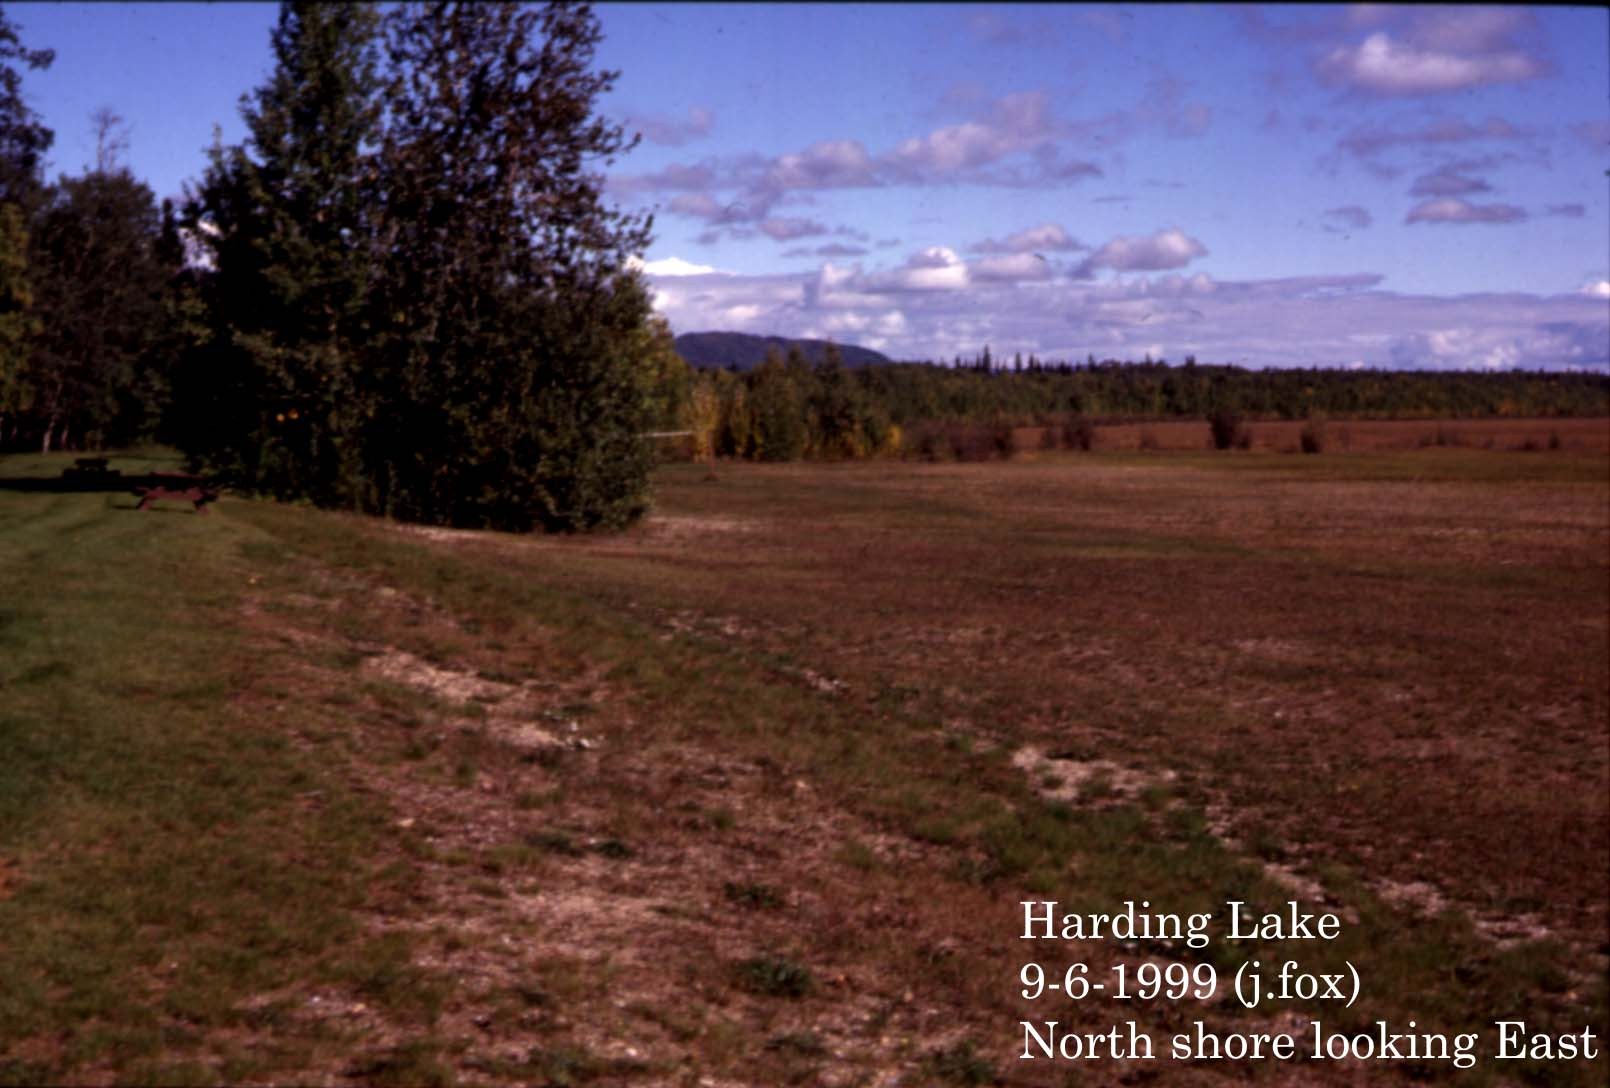 Harding Lake
9-6-1999 (j.fox)
North shore looking East